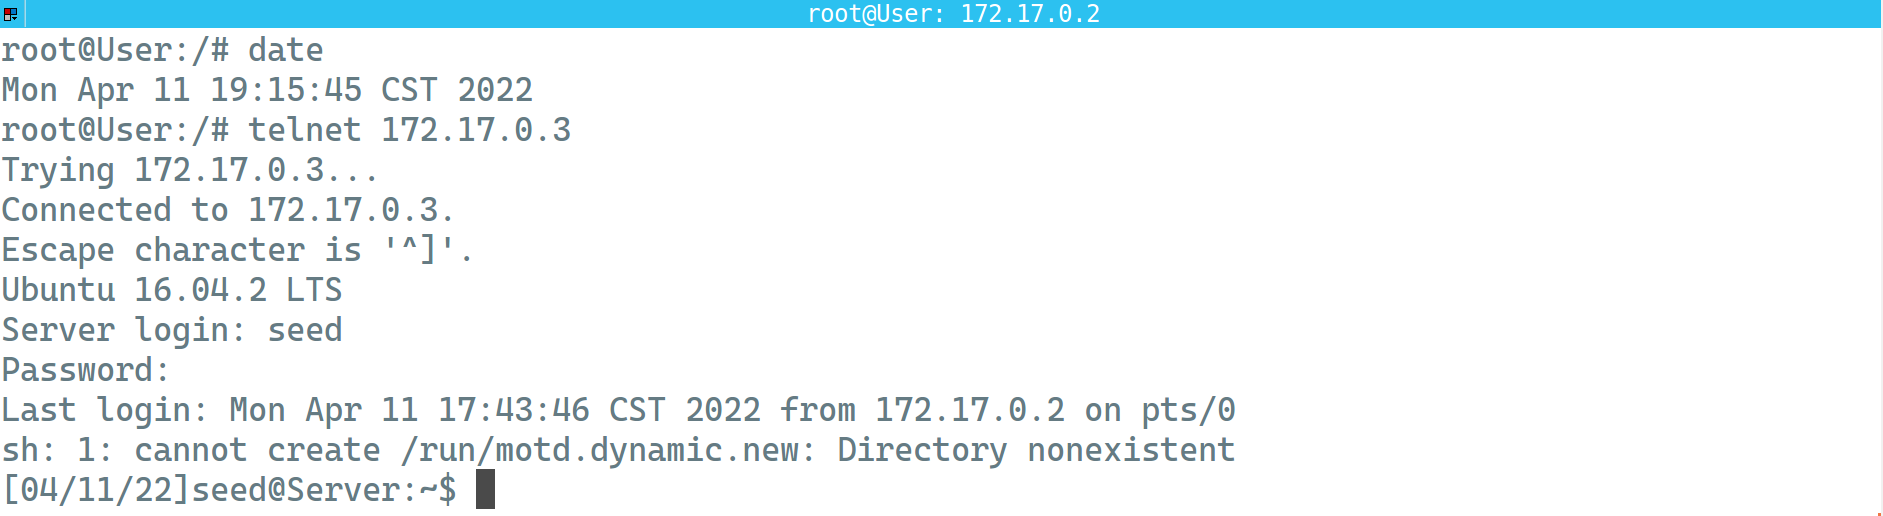 root@User: 172.17.0.2
root@User:/# date
Mon Apr 11 19:15:45 CST 2022
root@User:/# telnet 172.17.0.3
Trying 172.17.0.3...
Connected to 172.17.0.3.
Escape character is '^]'.
Ubuntu 16.04.2 LTS
Server login: seed
Password:
Last login: Mon Apr 11 17:43:46 CST 2022 from 172.17.0.2 on pts/0
sh: 1: cannot create /run/motd.dynamic.new: Directory nonexistent
[04/11/22]seed@Server:~$